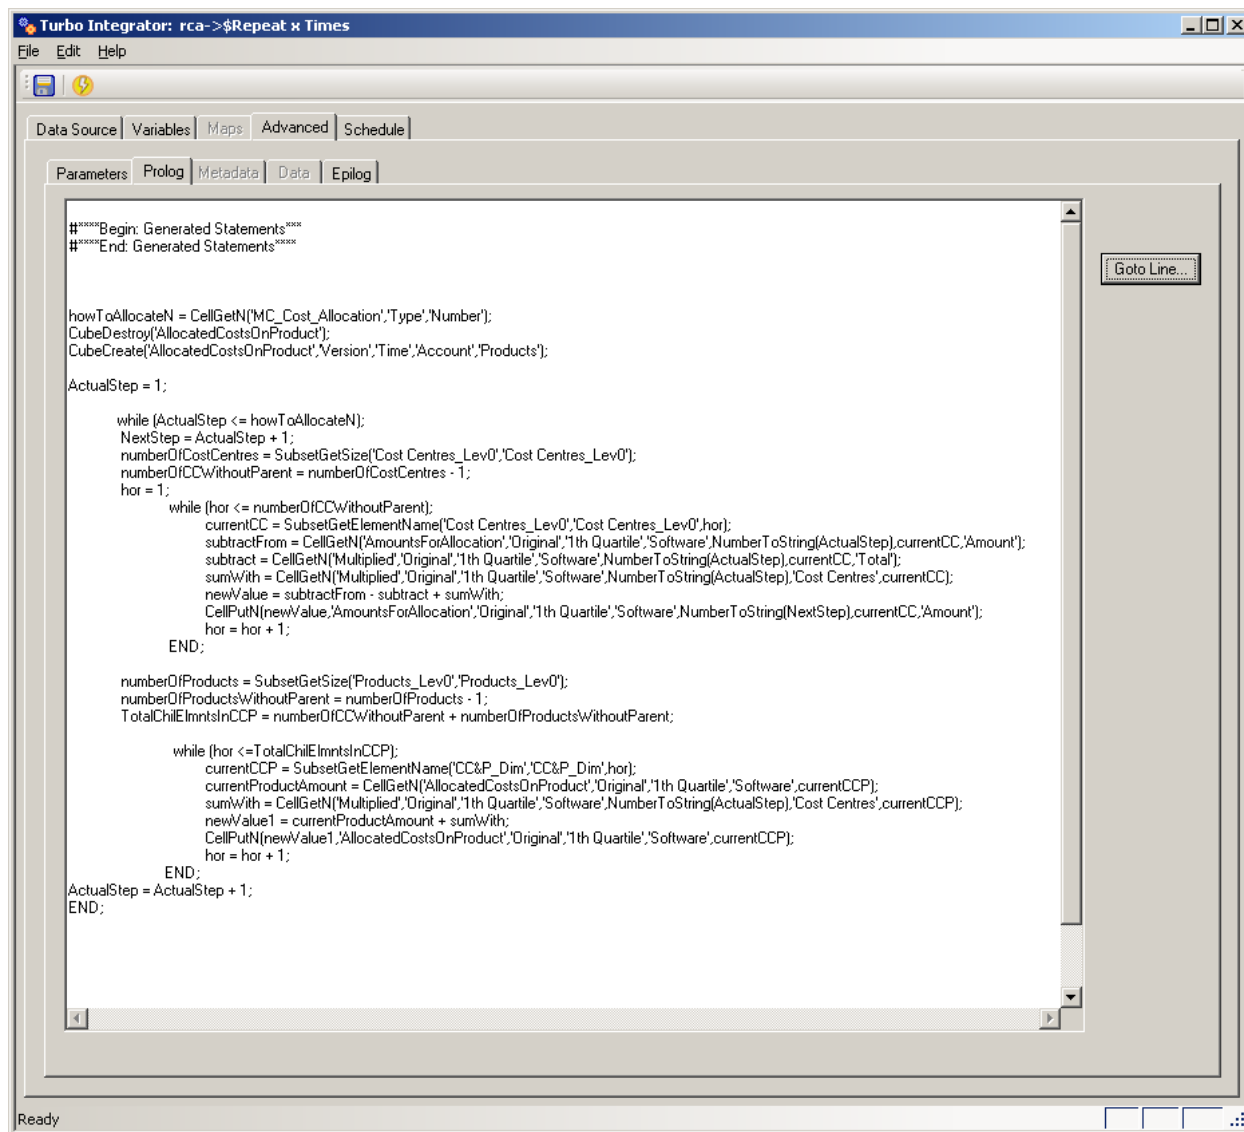 Turbo Integrator: rca->$Repeat x Times
File Edit Help
Data Source Variables Maps Advanced Schedule
Parameters Prolog Metadata Data Epilog
#****Begin: Generated Statements***
#****End: Generated Statements****
Goto Line...
howToAllocateN = CellGetN('MC_Cost_Allocation','Type','Number');
CubeDestroy('AllocatedCostsOnProduct');
CubeCreate('AllocatedCostsOnProduct','Version','Time','Account','Products');
ActualStep = 1;
while (ActualStep <= howToAllocateN);
NextStep = ActualStep + 1;
numberOfCostCentres = SubsetGetSize('Cost Centres_Lev0','Cost Centres_Lev0');
numberOfCCWithoutParent = numberOfCostCentres - 1;
hor = 1;
while (hor <= numberOfCCWithoutParent);
currentCC = SubsetGetElementName('Cost Centres_Lev0','Cost Centres_Lev0',hor);
subtractFrom = CellGetN('AmountsForAllocation','Original','1th Quartile','Software',NumberToString(ActualStep),currentCC,'Amount');
subtract = CellGetN('Multiplied','Original','1th Quartile','Software',NumberToString(ActualStep),currentCC,'Total');
sumWith = CellGetN('Multiplied','Original','1th Quartile','Software',NumberToString(ActualStep),'Cost Centres',currentCC);
newValue = subtractFrom - subtract + sumWith;
CellPutN(newValue,'AmountsForAllocation','Original','1th Quartile','Software',NumberToString(NextStep),currentCC,'Amount');
hor = hor + 1;
END;
numberOfProducts = SubsetGetSize('Products_Lev0','Products_Lev0');
numberOfProductsWithoutParent = numberOfProducts - 1;
TotalChilElmntsInCCP = numberOfCCWithoutParent + numberOfProductsWithoutParent;
while (hor <=TotalChilElmntsInCCP);
currentCCP = SubsetGetElementName('CC&P_Dim','CC&P_Dim',hor);
currentProductAmount = CellGetN('AllocatedCostsOnProduct','Original','1th Quartile','Software',currentCCP);
sumWith = CellGetN('Multiplied','Original','1th Quartile','Software',NumberToString(ActualStep),'Cost Centres',currentCCP);
newValue1 = currentProductAmount + sumWith;
CellPutN(newValue1,'AllocatedCostsOnProduct','Original','1th Quartile','Software',currentCCP);
hor = hor + 1;
END;
ActualStep = ActualStep + 1;
END;
Ready